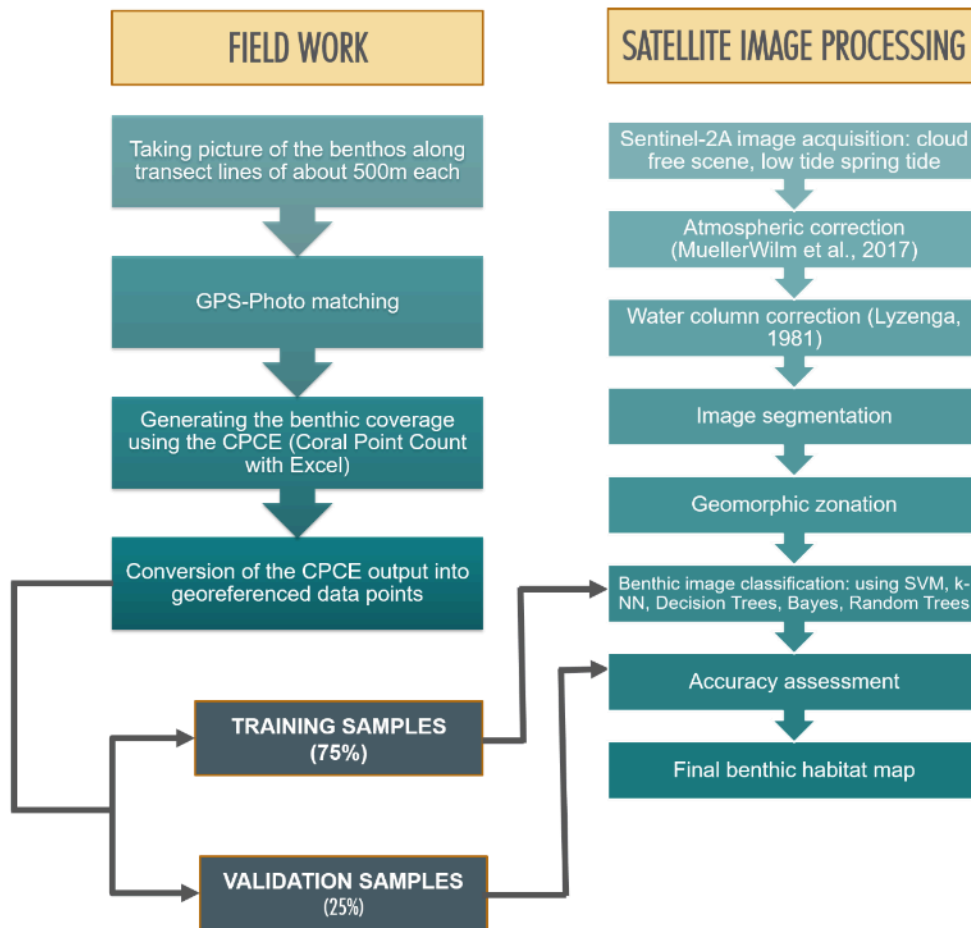 FIELD WORK
Taking picture of the benthos along
transect lines of about 500m each
GPS-Photo matching
Generating the benthic coverage
using the CPCE (Coral Point Count
with Excel)
Conversion of the CPCE output into
georeferenced data points
TRAINING SAMPLES
(75%)
VALIDATION SAMPLES
(25%)
SATELLITE IMAGE PROCESSING
Sentinel-2A image acquisition: cloud
free scene, low tide spring tide
Atmospheric correction
(MuellerWilm et al., 2017)
Water column correction (Lyzenga,
1981)
Image segmentation
Geomorphic zonation
Benthic image classification: using SVM, k-
NN, Decision Trees, Bayes, Random Trees
Accuracy assessment
Final benthic habitat map